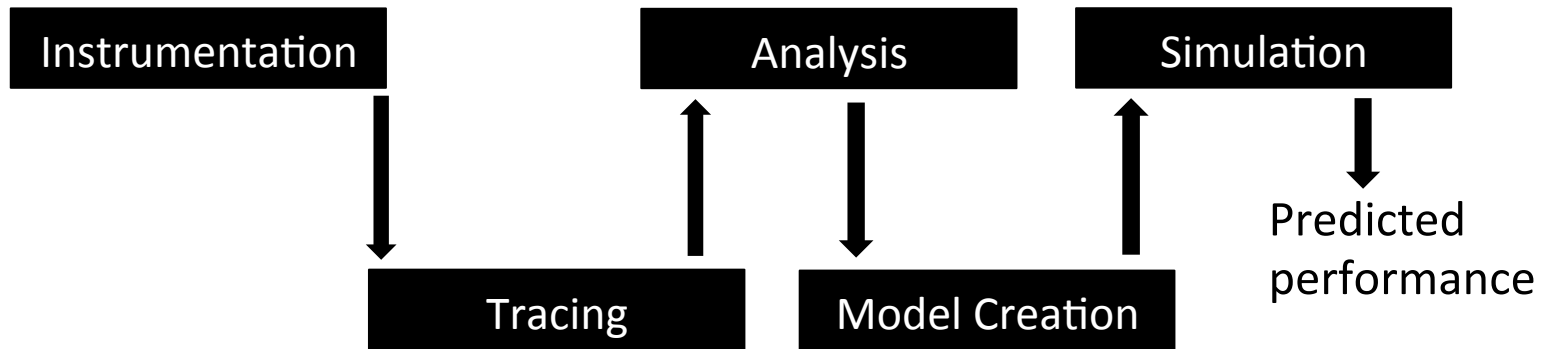 Instrumentation
Analysis
Simulation
Predicted
performance
Tracing
Model Creation